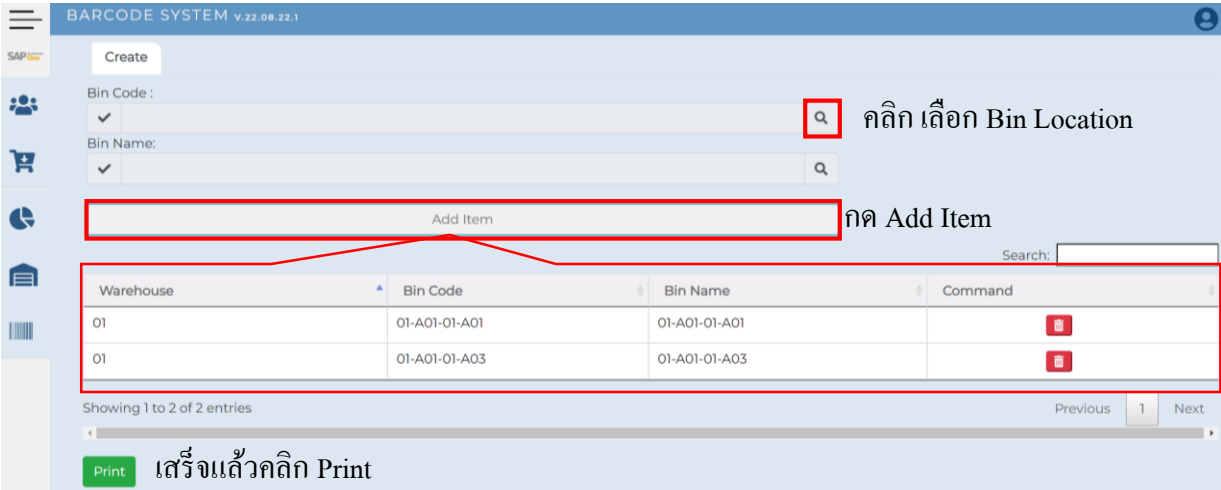 BARCODE SYSTEM V.22.08.22.1
SAP
Create
Bin Code :
คลิก เลือก Bin Location
Bin Name:
Add Item
กด Add Item
Search:
Warehouse Bin Code Bin Name Command
01 01-A01-01-A01 01-A01-01-A01
01 01-A01-01-A03 01-A01-01-A03
Showing 1 to 2 of 2 entries Previous 1 Next
Print เสร็จแล้วคลิก Print